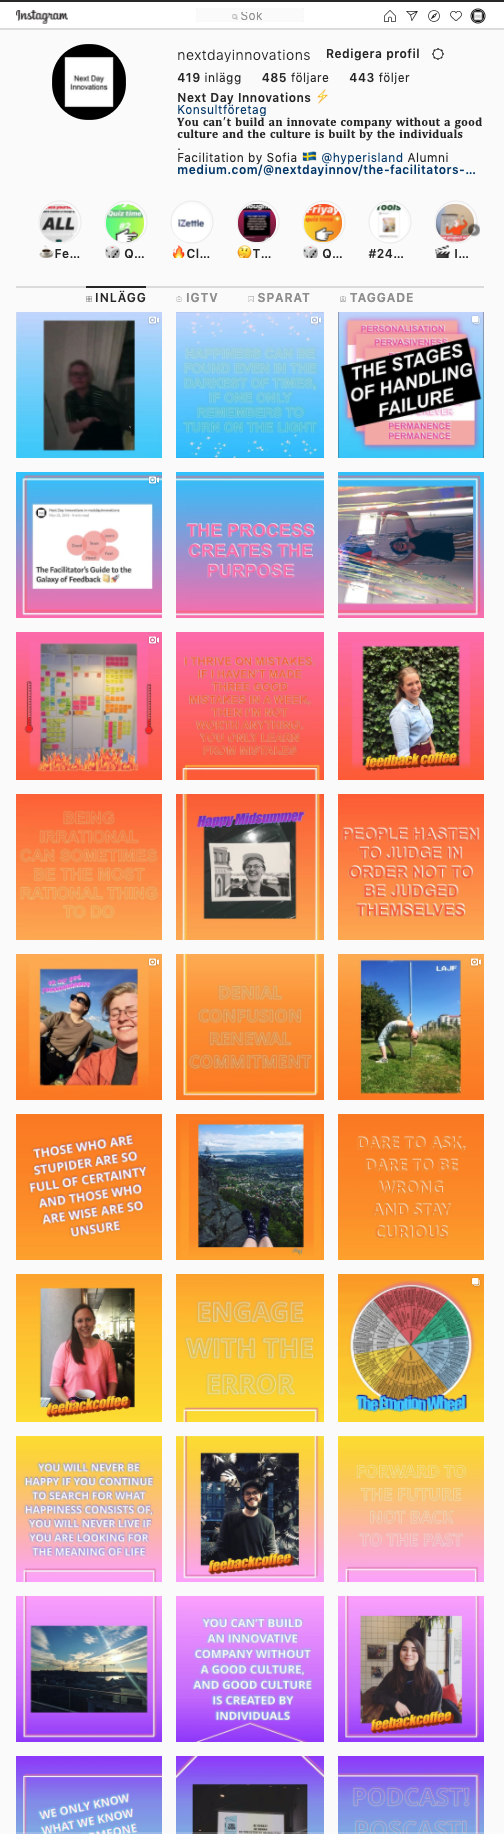 Instagram
Sök
nextdayinnovations Redigera profil
419 inlägg 485 följare 443 följer
Next Day Innovations ⚡
Konsultföretag
You can't build an innovate company without a good
culture and the culture is built by the individuals
.
Facilitation by Sofia 🇸🇪 @hyperisland Alumni
medium.com/@nextdayinnov/the-facilitators-...
Next Day
Innovations
ALL
Quiz time
iZettle
Friyay
quiz time
TOOLS
☕Fe...
🎲 Q...
🔥Cl...
🤔T...
🎲 Q...
#24...
🎬 I...
INLÄGG IGTV SPARAT TAGGADE
HAPPINESS CAN BE
FOUND EVEN IN THE
DARKEST OF TIMES,
IF ONE ONLY
REMEMBERS TO
TURN ON THE LIGHT
PERSONALISATION
PERVASIVENESS
THE STAGES
OF HANDLING
FAILURE
PERMANENCE
PERMANENCE
Next Day Innovations in nextdayinnovations
The Facilitator's Guide to the
Galaxy of Feedback 👋🚀
THE PROCESS
CREATES THE
PURPOSE
I THRIVE ON MISTAKES
IF I HAVEN'T MADE
THREE GOOD
MISTAKES IN A WEEK,
THEN I'M NOT
WORTH ANYTHING.
YOU ONLY LEARN
FROM MISTAKES
feedback coffee
BEING
IRRATIONAL
CAN SOMETIMES
BE THE MOST
RATIONAL THING
TO DO
Happy Midsummer
PEOPLE HASTEN
TO JUDGE IN
ORDER NOT TO
BE JUDGED
THEMSELVES
DENIAL
CONFUSION
RENEWAL
COMMITMENT
LAJF
THOSE WHO ARE
STUPIDER ARE SO
FULL OF CERTAINTY
AND THOSE WHO
ARE WISE ARE SO
UNSURE
DARE TO ASK,
DARE TO BE
WRONG
AND STAY
CURIOUS
feebackcoffee
ENGAGE
WITH THE
ERROR
The Emotion Wheel
YOU WILL NEVER BE
HAPPY IF YOU CONTINUE
TO SEARCH FOR WHAT
HAPPINESS CONSISTS OF,
YOU WILL NEVER LIVE IF
YOU ARE LOOKING FOR
THE MEANING OF LIFE
feebackcoffee
FORWARD TO
THE FUTURE
NOT BACK
TO THE PAST
YOU CAN'T BUILD
AN INNOVATIVE
COMPANY WITHOUT
A GOOD CULTURE,
AND GOOD CULTURE
IS CREATED BY
INDIVIDUALS
feebackcoffee
WE ONLY KNOW
WHAT WE KNOW
PODCAST!
POSCAST!